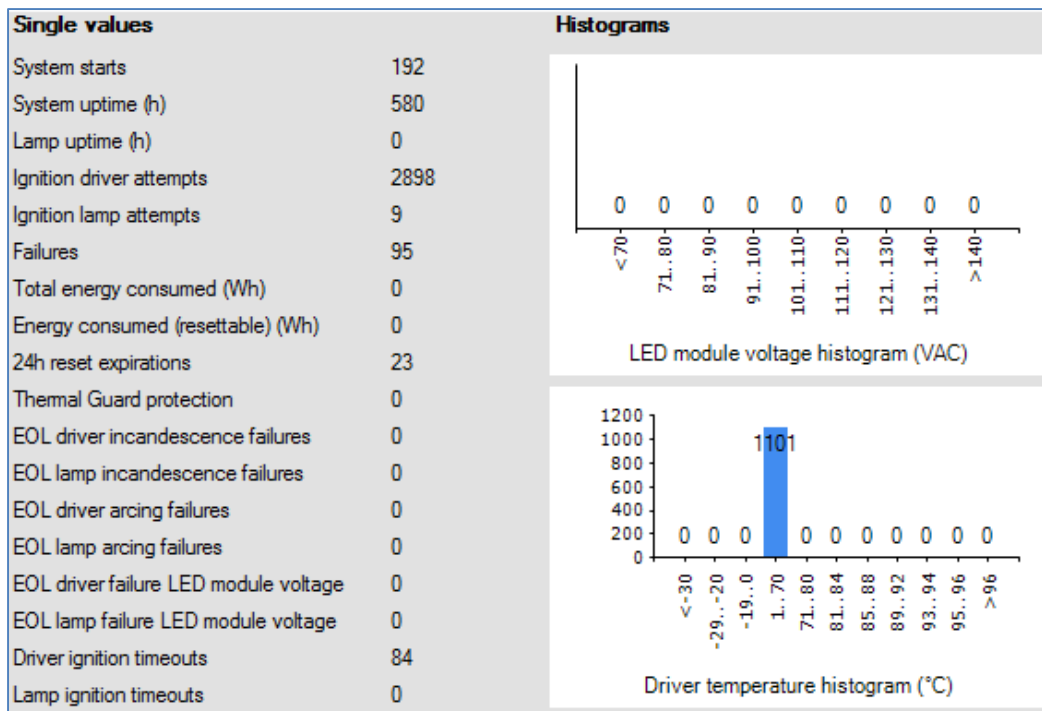 Single values
System starts 192
System uptime (h) 580
Lamp uptime (h) 0
Ignition driver attempts 2898
Ignition lamp attempts 9
Failures 95
Total energy consumed (Wh) 0
Energy consumed (resettable) (Wh) 0
24h reset expirations 23
Thermal Guard protection 0
EOL driver incandescence failures 0
EOL lamp incandescence failures 0
EOL driver arcing failures 0
EOL lamp arcing failures 0
EOL driver failure LED module voltage 0
EOL lamp failure LED module voltage 0
Driver ignition timeouts 84
Lamp ignition timeouts 0
Histograms
0 0 0 0 0 0 0 0 0
<70 71..80 81..90 91..100 101..110 111..120 121..130 131..140 >140
LED module voltage histogram (VAC)
1200
1000
800
600
400
200
0
0 0 0 1101 0 0 0 0 0 0 0
<-30 -29..-20 -19..0 1..70 71..80 81..84 85..88 89..92 93..94 95..96 >96
Driver temperature histogram (°C)